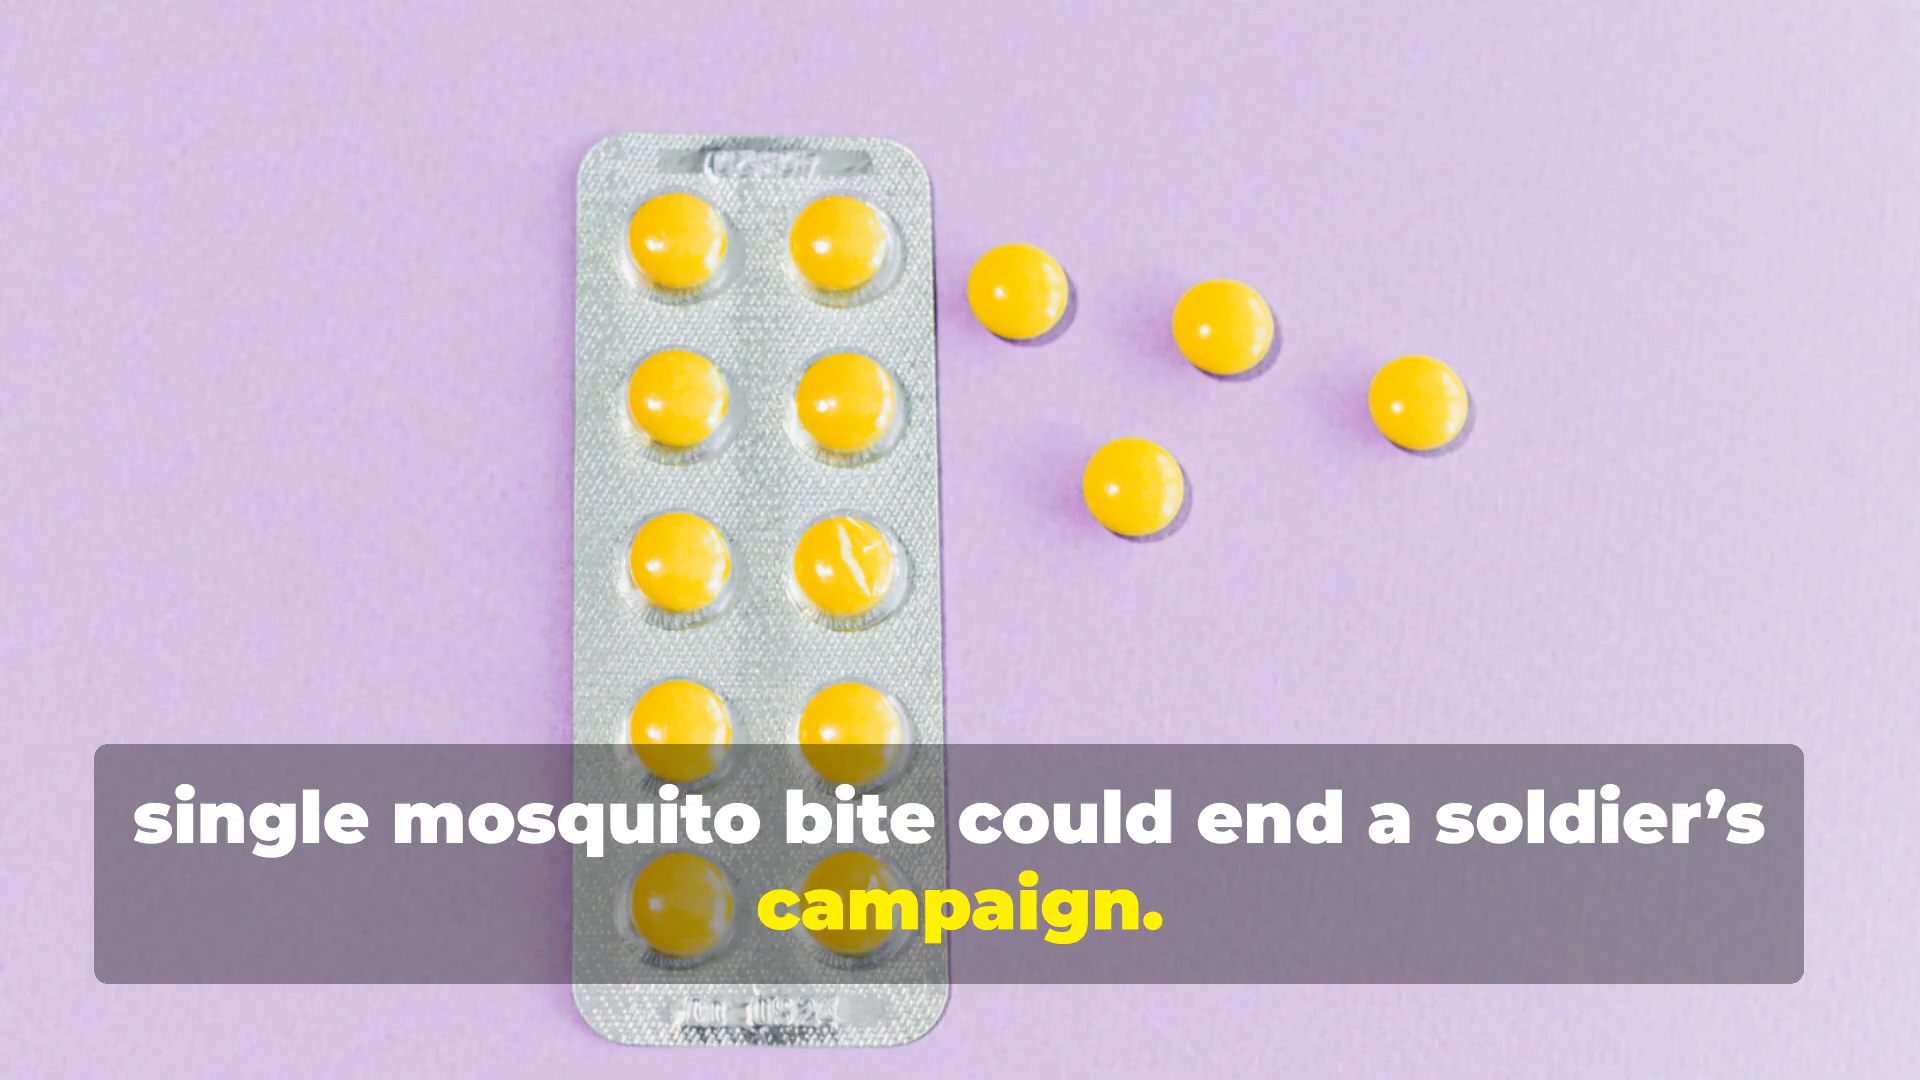 single mosquito bite could end a soldier’s
campaign.